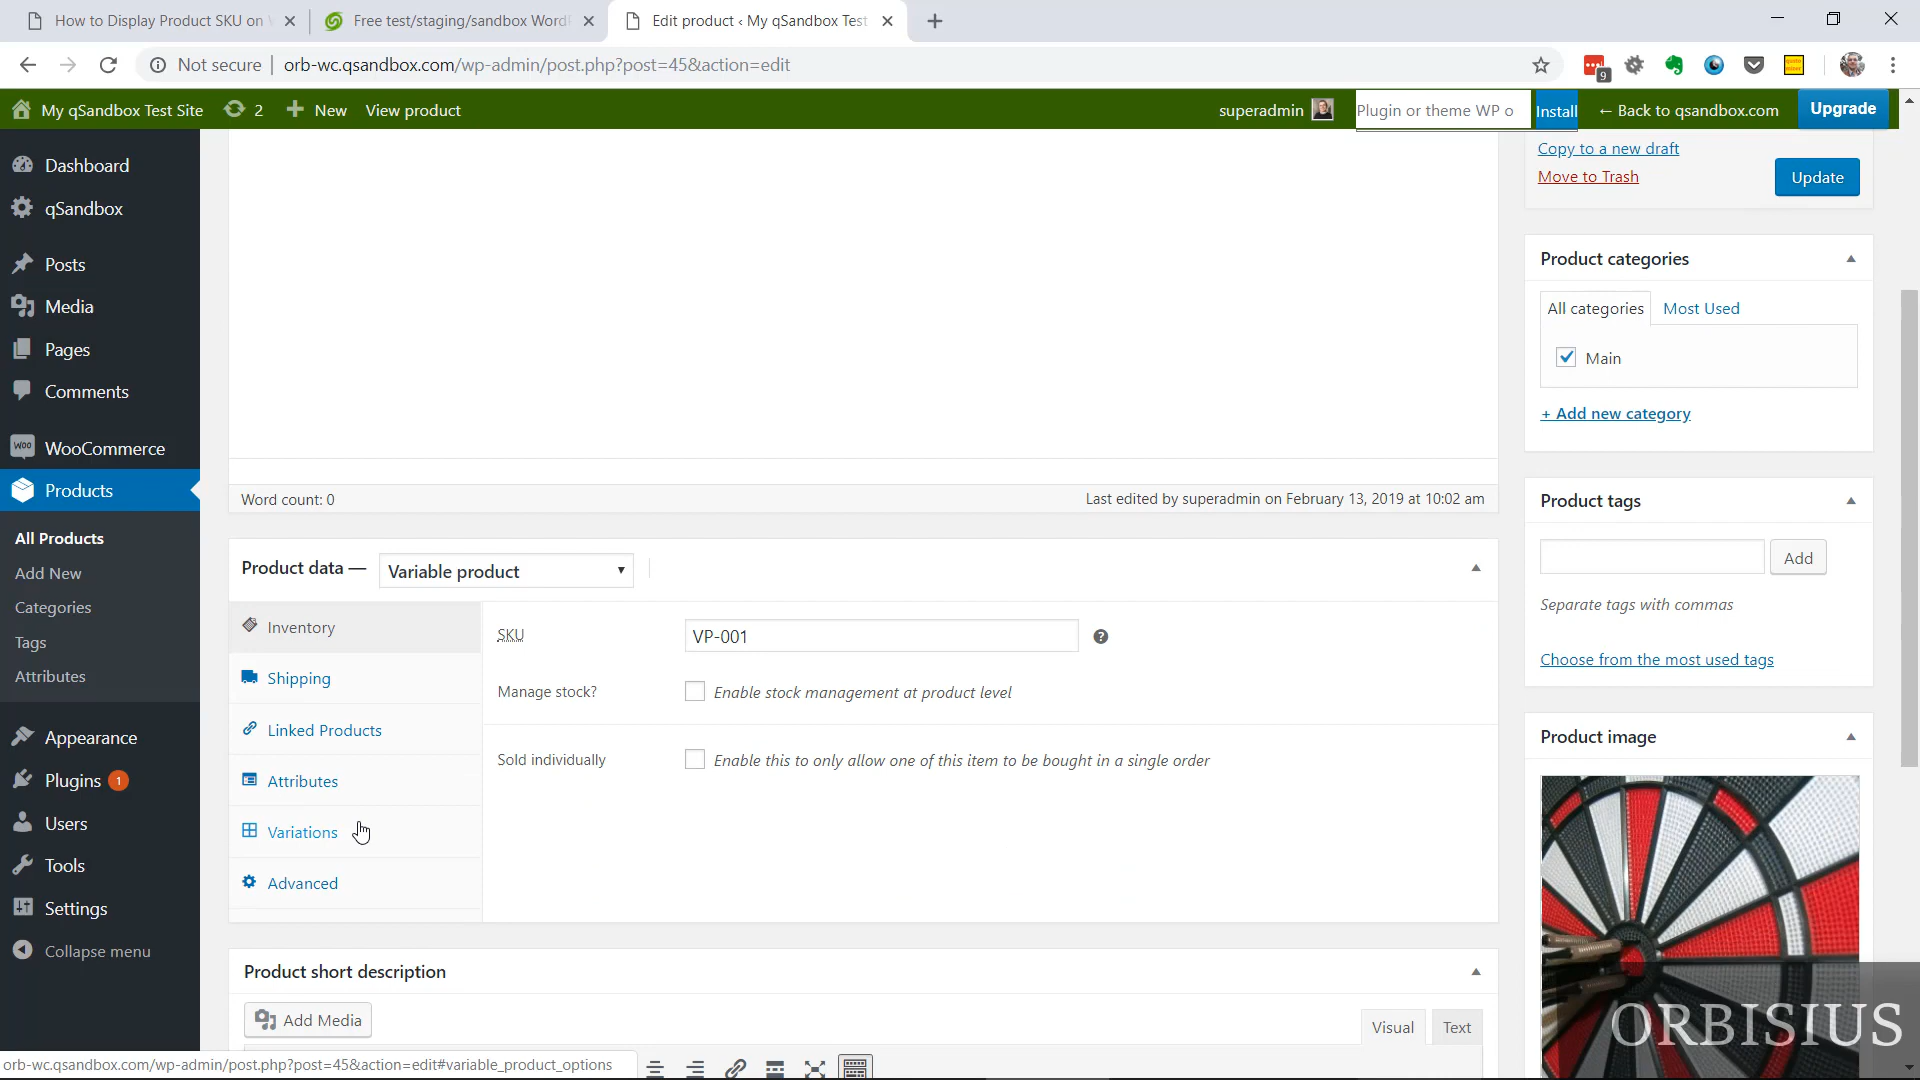 How to Display Product SKU on
Free test/staging/sandbox Word
Edit product ‹ My qSandbox Test
Not secure
orb-wc.qsandbox.com/wp-admin/post.php?post=45&action=edit
9
My qSandbox Test Site
2
New
View product
superadmin
Plugin or theme WP o
Install
← Back to qsandbox.com
Upgrade
Dashboard
qSandbox
Posts
Media
Pages
Comments
WooCommerce
Products
All Products
Add New
Categories
Tags
Attributes
Appearance
Plugins 1
Users
Tools
Settings
Collapse menu
Word count: 0
Last edited by superadmin on February 13, 2019 at 10:02 am
Product data —
Variable product
Inventory
Shipping
Linked Products
Attributes
Variations
Advanced
SKU
VP-001
Manage stock?
Enable stock management at product level
Sold individually
Enable this to only allow one of this item to be bought in a single order
Product short description
Add Media
Visual
Text
Copy to a new draft
Move to Trash
Update
Product categories
All categories
Most Used
Main
+ Add new category
Product tags
Add
Separate tags with commas
Choose from the most used tags
Product image
ORBISIUS
orb-wc.qsandbox.com/wp-admin/post.php?post=45&action=edit#variable_product_options